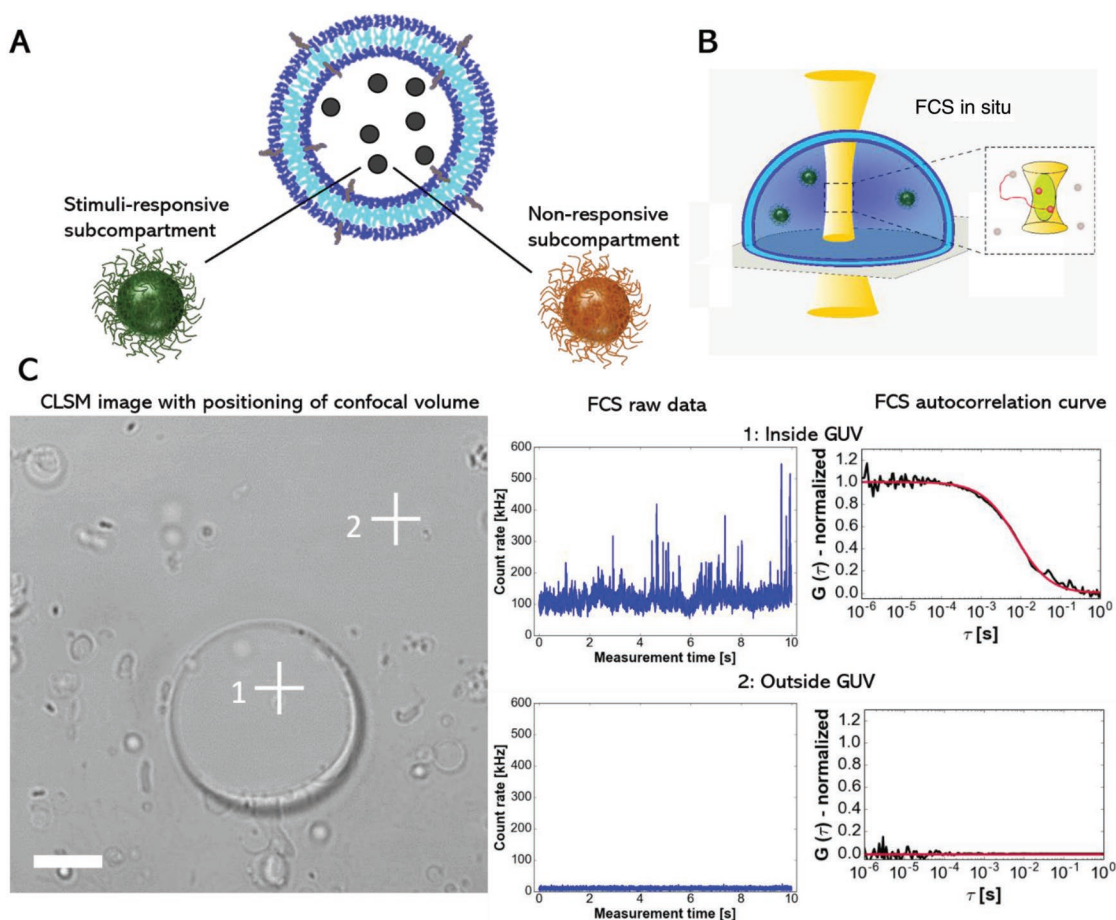 A
B
FCS in situ
Stimuli-responsive
subcompartment
Non-responsive
subcompartment
C
CLSM image with positioning of confocal volume
FCS raw data
FCS autocorrelation curve
1: Inside GUV
2
1
Count rate [kHz]
600
500
400
300
200
100
0
0 2 4 6 8 10
Measurement time [s]
G (τ) - normalized
1.2
1.0
0.8
0.6
0.4
0.2
0.0
10⁻⁶ 10⁻⁵ 10⁻⁴ 10⁻³ 10⁻² 10⁻¹ 10⁰
τ [s]
2: Outside GUV
Count rate [kHz]
600
500
400
300
200
100
0
0 2 4 6 8 10
Measurement time [s]
G (τ) - normalized
1.2
1.0
0.8
0.6
0.4
0.2
0.0
10⁻⁶ 10⁻⁵ 10⁻⁴ 10⁻³ 10⁻² 10⁻¹ 10⁰
τ [s]